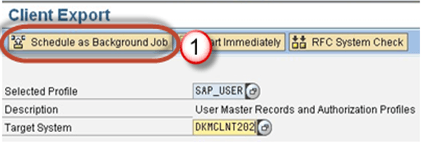 Client Export
Schedule as Background Job 1 art Immediately RFC System Check
Selected Profile SAP_USER
Description User Master Records and Authorization Profiles
Target System DKMCLNT202